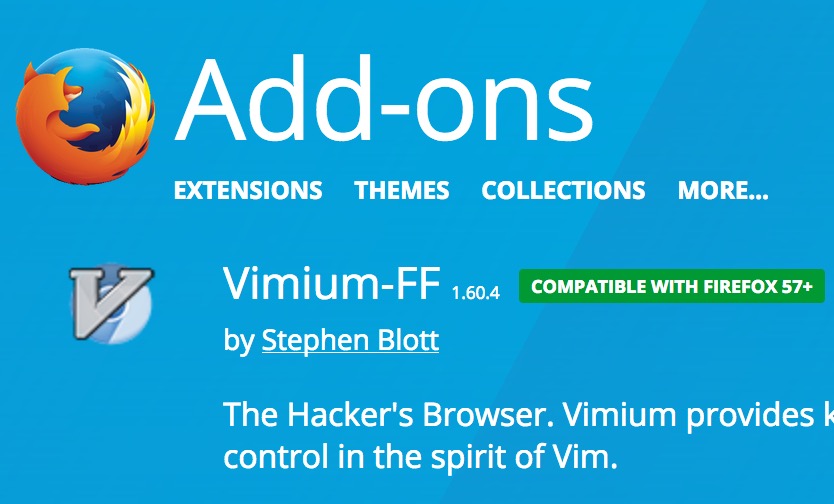 Add-ons
EXTENSIONS THEMES COLLECTIONS MORE...
Vimium-FF 1.60.4 COMPATIBLE WITH FIREFOX 57+
by Stephen Blott
The Hacker's Browser. Vimium provides
control in the spirit of Vim.